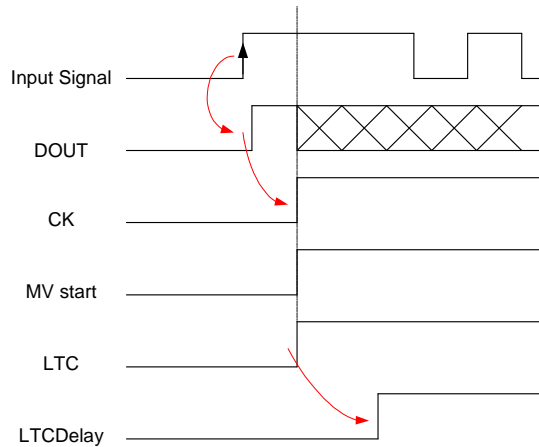 Input Signal
DOUT
CK
MV start
LTC
LTCDelay